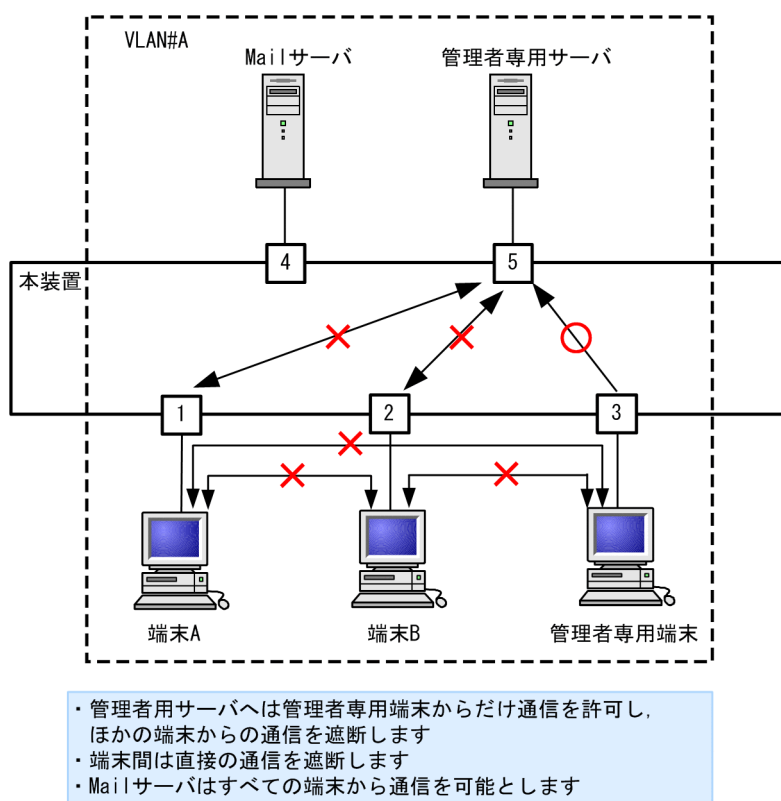 VLAN#A
Mailサーバ
管理者専用サーバ
4
5
本装置
1
2
3
端末A
端末B
管理者専用端末
・管理者用サーバへは管理者専用端末からだけ通信を許可し,
ほかの端末からの通信を遮断します
・端末間は直接の通信を遮断します
・Mailサーバはすべての端末から通信を可能とします